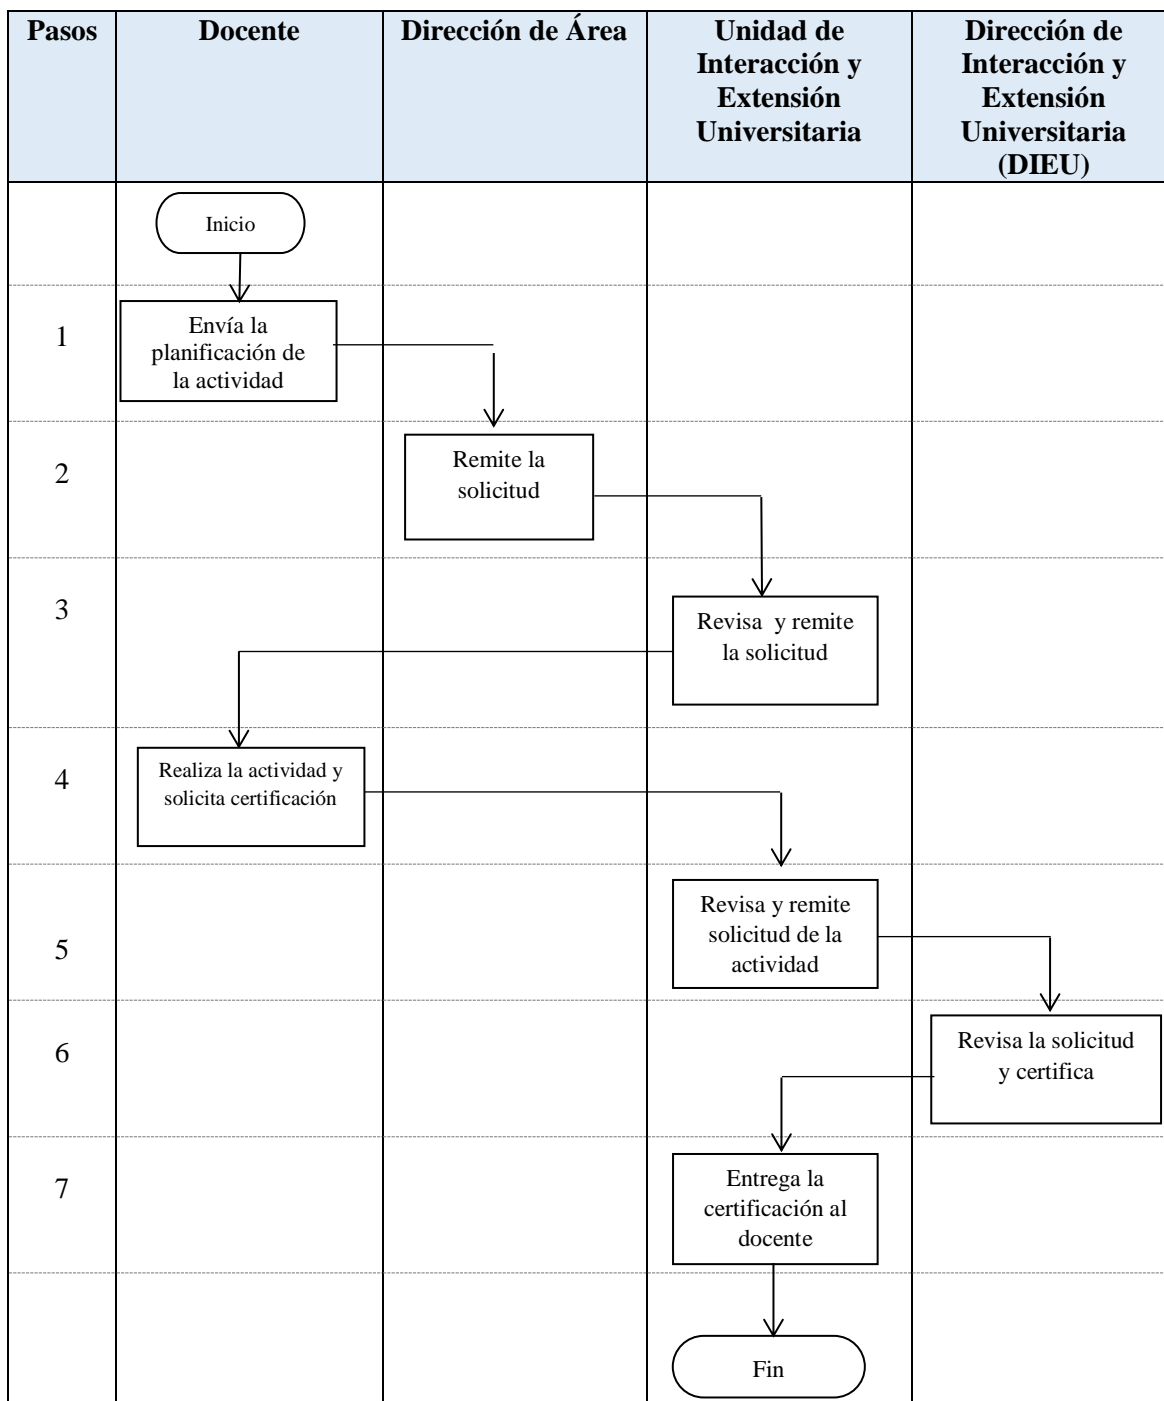 Pasos
Docente
Dirección de Área
Unidad de
Interacción y
Extensión
Universitaria
Dirección de
Interacción y
Extensión
Universitaria
(DIEU)
Inicio
1
Envía la
planificación de
la actividad
2
Remite la
solicitud
3
Revisa y remite
la solicitud
4
Realiza la actividad y
solicita certificación
5
Revisa y remite
solicitud de la
actividad
6
Revisa la solicitud
y certifica
7
Entrega la
certificación al
docente
Fin